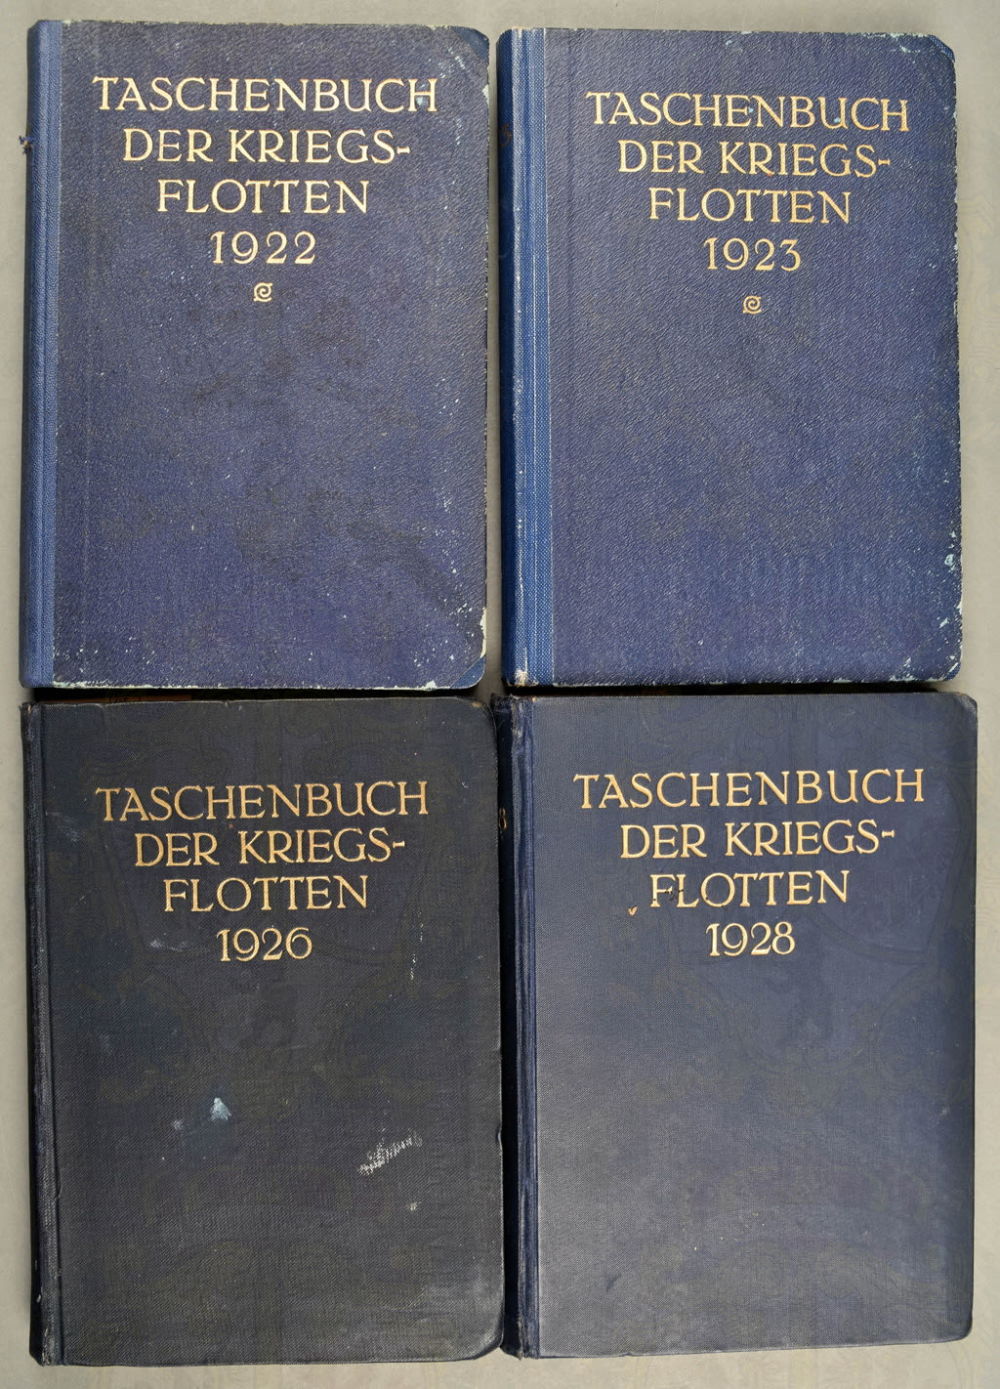 TASCHENBUCH
DER KRIEGS-
FLOTTEN
1922
TASCHENBUCH
DER KRIEGS-
FLOTTEN
1923
TASCHENBUCH
DER KRIEGS-
FLOTTEN
1926
TASCHENBUCH
DER KRIEGS-
FLOTTEN
1928